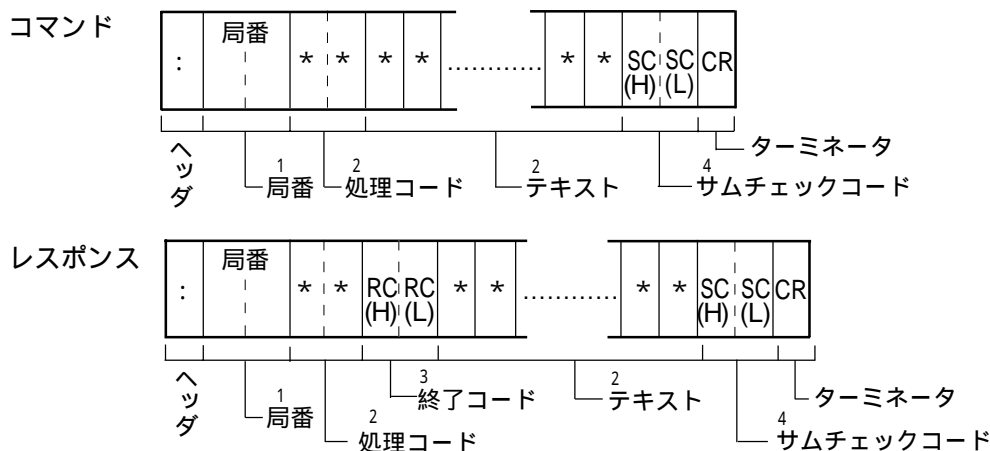 コマンド
: 局番 * * * * ............ * * SC(H) SC(L) CR
ヘッダ
1
局番
2
処理コード
2
テキスト
4
サムチェックコード
ターミネータ
レスポンス
: 局番 * * RC(H) RC(L) * * ............ * * SC(H) SC(L) CR
ヘッダ
1
局番
2
処理コード
3
終了コード
2
テキスト
4
サムチェックコード
ターミネータ